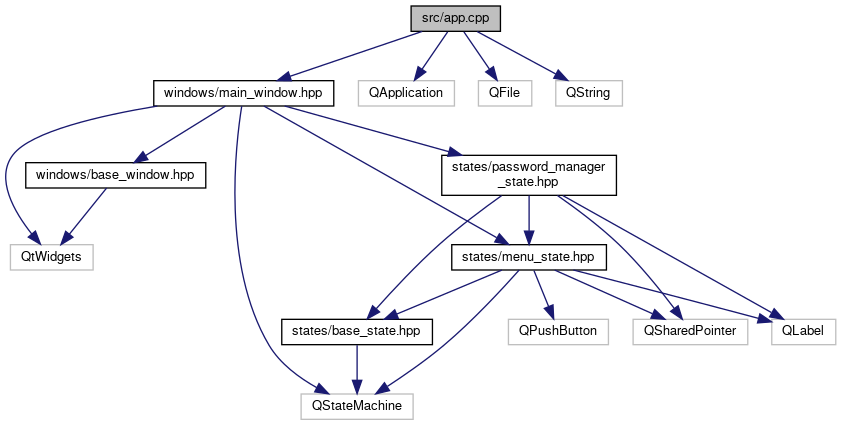 src/app.cpp
windows/main_window.hpp
QApplication
QFile
QString
windows/base_window.hpp
states/password_manager
_state.hpp
QtWidgets
states/menu_state.hpp
states/base_state.hpp
QPushButton
QSharedPointer
QLabel
QStateMachine